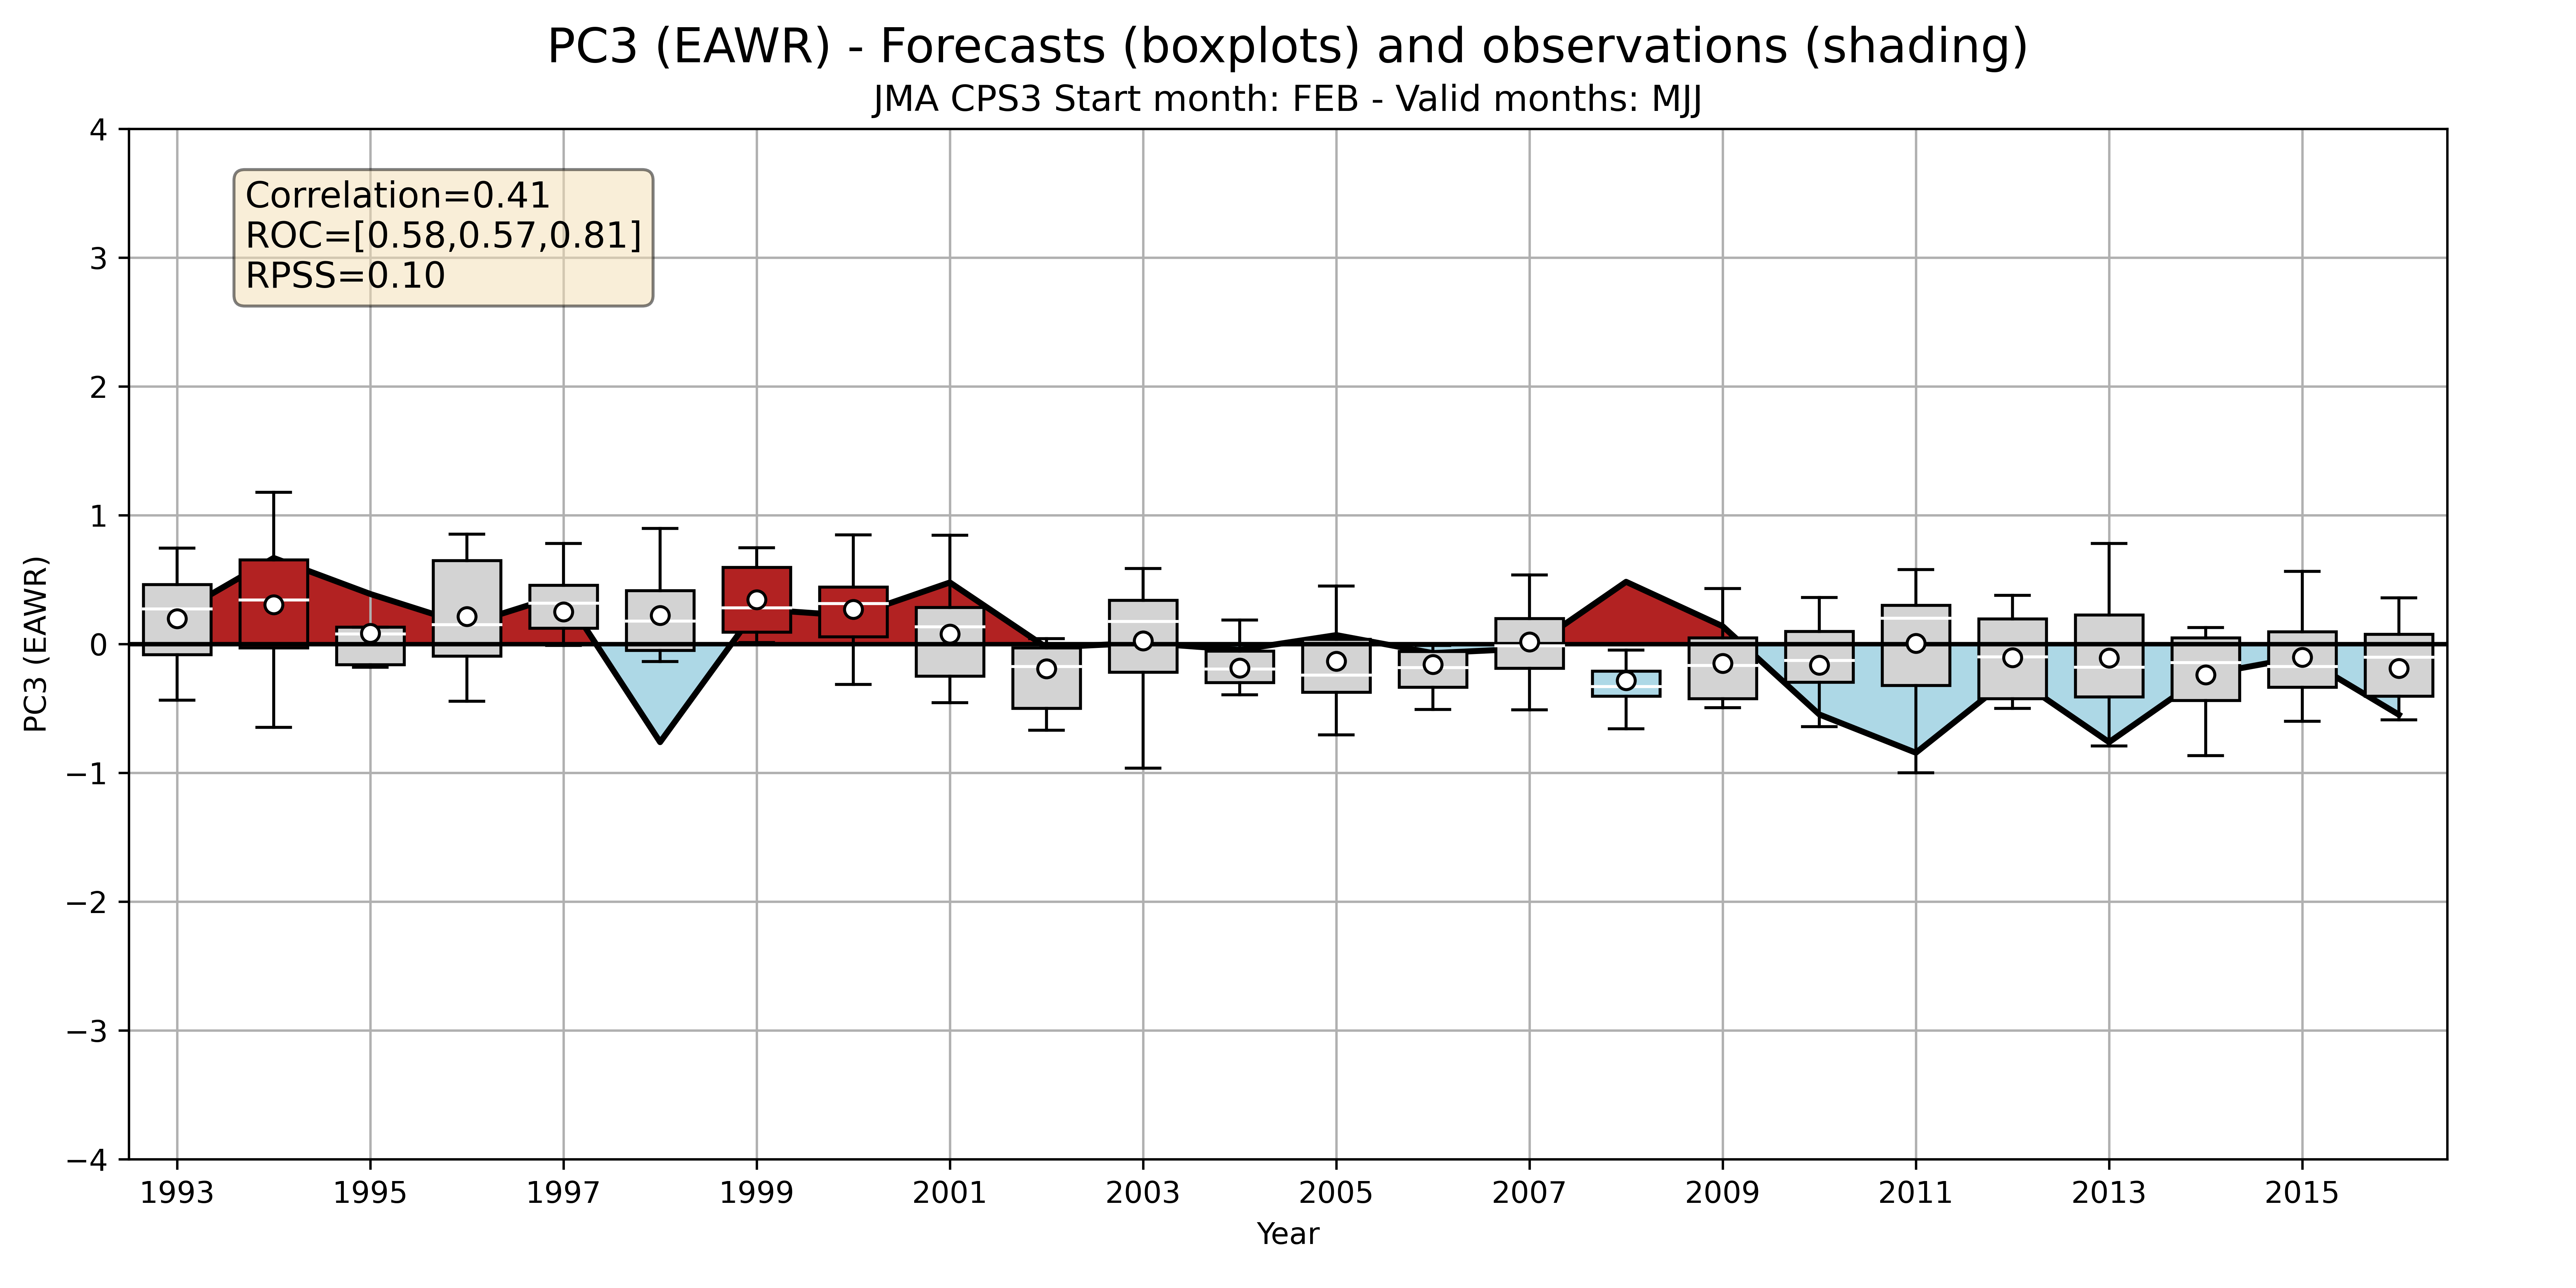 PC3 (EAWR) - Forecasts (boxplots) and observations (shading)
JMA CPS3 Start month: FEB - Valid months: MJJ
Correlation=0.41
ROC=[0.58,0.57,0.81]
RPSS=0.10
PC3 (EAWR)
4
3
2
1
0
−1
−2
−3
−4
1993 1995 1997 1999 2001 2003 2005 2007 2009 2011 2013 2015
Year